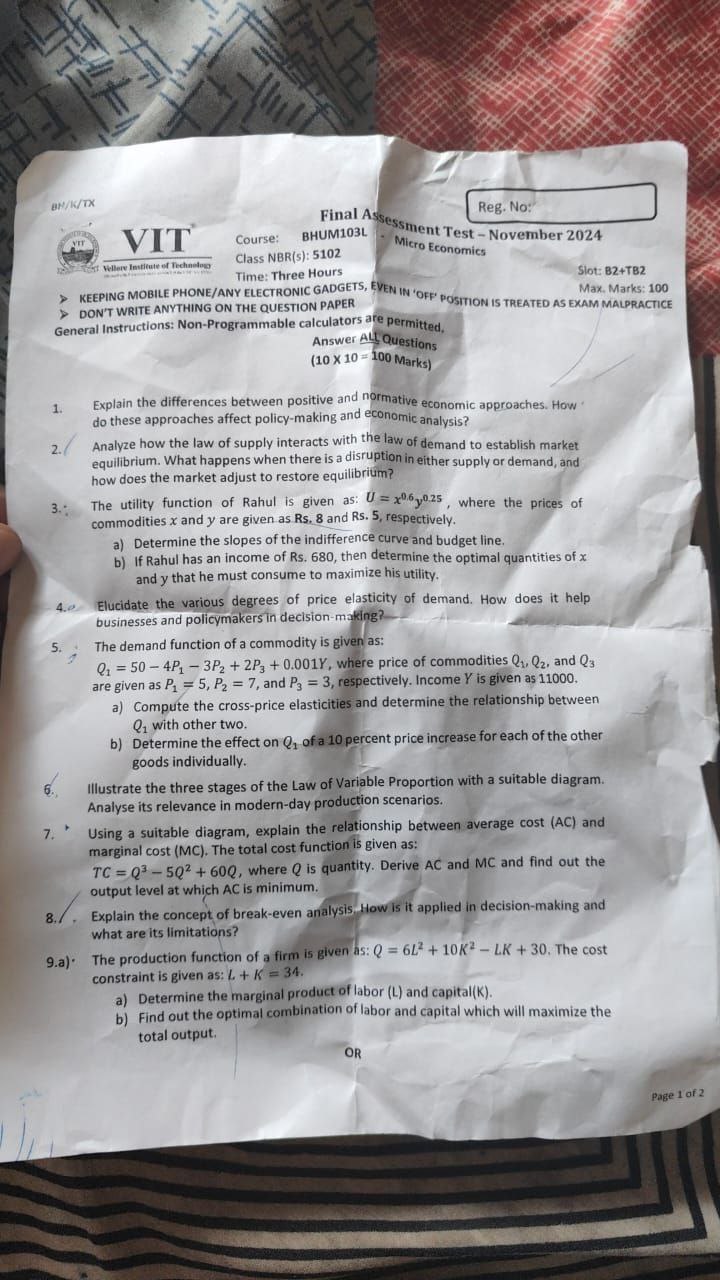 BM/K/TX
Reg. No:
VIT
Vellore Institute of Technology
Final Assessment Test – November 2024
Course: BHUM103L - Micro Economics
Class NBR(s): 5102
Slot: B2+TB2
Time: Three Hours
Max. Marks: 100
➤ KEEPING MOBILE PHONE/ANY ELECTRONIC GADGETS, EVEN IN 'OFF' POSITION IS TREATED AS EXAM MALPRACTICE
➤ DON'T WRITE ANYTHING ON THE QUESTION PAPER
General Instructions: Non-Programmable calculators are permitted.
Answer ALL Questions
(10 X 10 = 100 Marks)
1. Explain the differences between positive and normative economic approaches. How
do these approaches affect policy-making and economic analysis?
2. Analyze how the law of supply interacts with the law of demand to establish market
equilibrium. What happens when there is a disruption in either supply or demand, and
how does the market adjust to restore equilibrium?
3. The utility function of Rahul is given as: U = x^0.6 y^0.25, where the prices of
commodities x and y are given as Rs. 8 and Rs. 5, respectively.
a) Determine the slopes of the indifference curve and budget line.
b) If Rahul has an income of Rs. 680, then determine the optimal quantities of x
and y that he must consume to maximize his utility.
4. Elucidate the various degrees of price elasticity of demand. How does it help
businesses and policymakers in decision-making?
5. The demand function of a commodity is given as:
Q₁ = 50 – 4P₁ – 3P₂ + 2P₃ + 0.001Y, where price of commodities Q₁, Q₂, and Q₃
are given as P₁ = 5, P₂ = 7, and P₃ = 3, respectively. Income Y is given as 11000.
a) Compute the cross-price elasticities and determine the relationship between
Q₁ with other two.
b) Determine the effect on Q₁ of a 10 percent price increase for each of the other
goods individually.
6. Illustrate the three stages of the Law of Variable Proportion with a suitable diagram.
Analyse its relevance in modern-day production scenarios.
7. Using a suitable diagram, explain the relationship between average cost (AC) and
marginal cost (MC). The total cost function is given as:
TC = Q³ – 5Q² + 60Q, where Q is quantity. Derive AC and MC and find out the
output level at which AC is minimum.
8. Explain the concept of break-even analysis. How is it applied in decision-making and
what are its limitations?
9.a) The production function of a firm is given as: Q = 6L² + 10K² – LK + 30. The cost
constraint is given as: L + K = 34.
a) Determine the marginal product of labor (L) and capital(K).
b) Find out the optimal combination of labor and capital which will maximize the
total output.
OR
Page 1 of 2